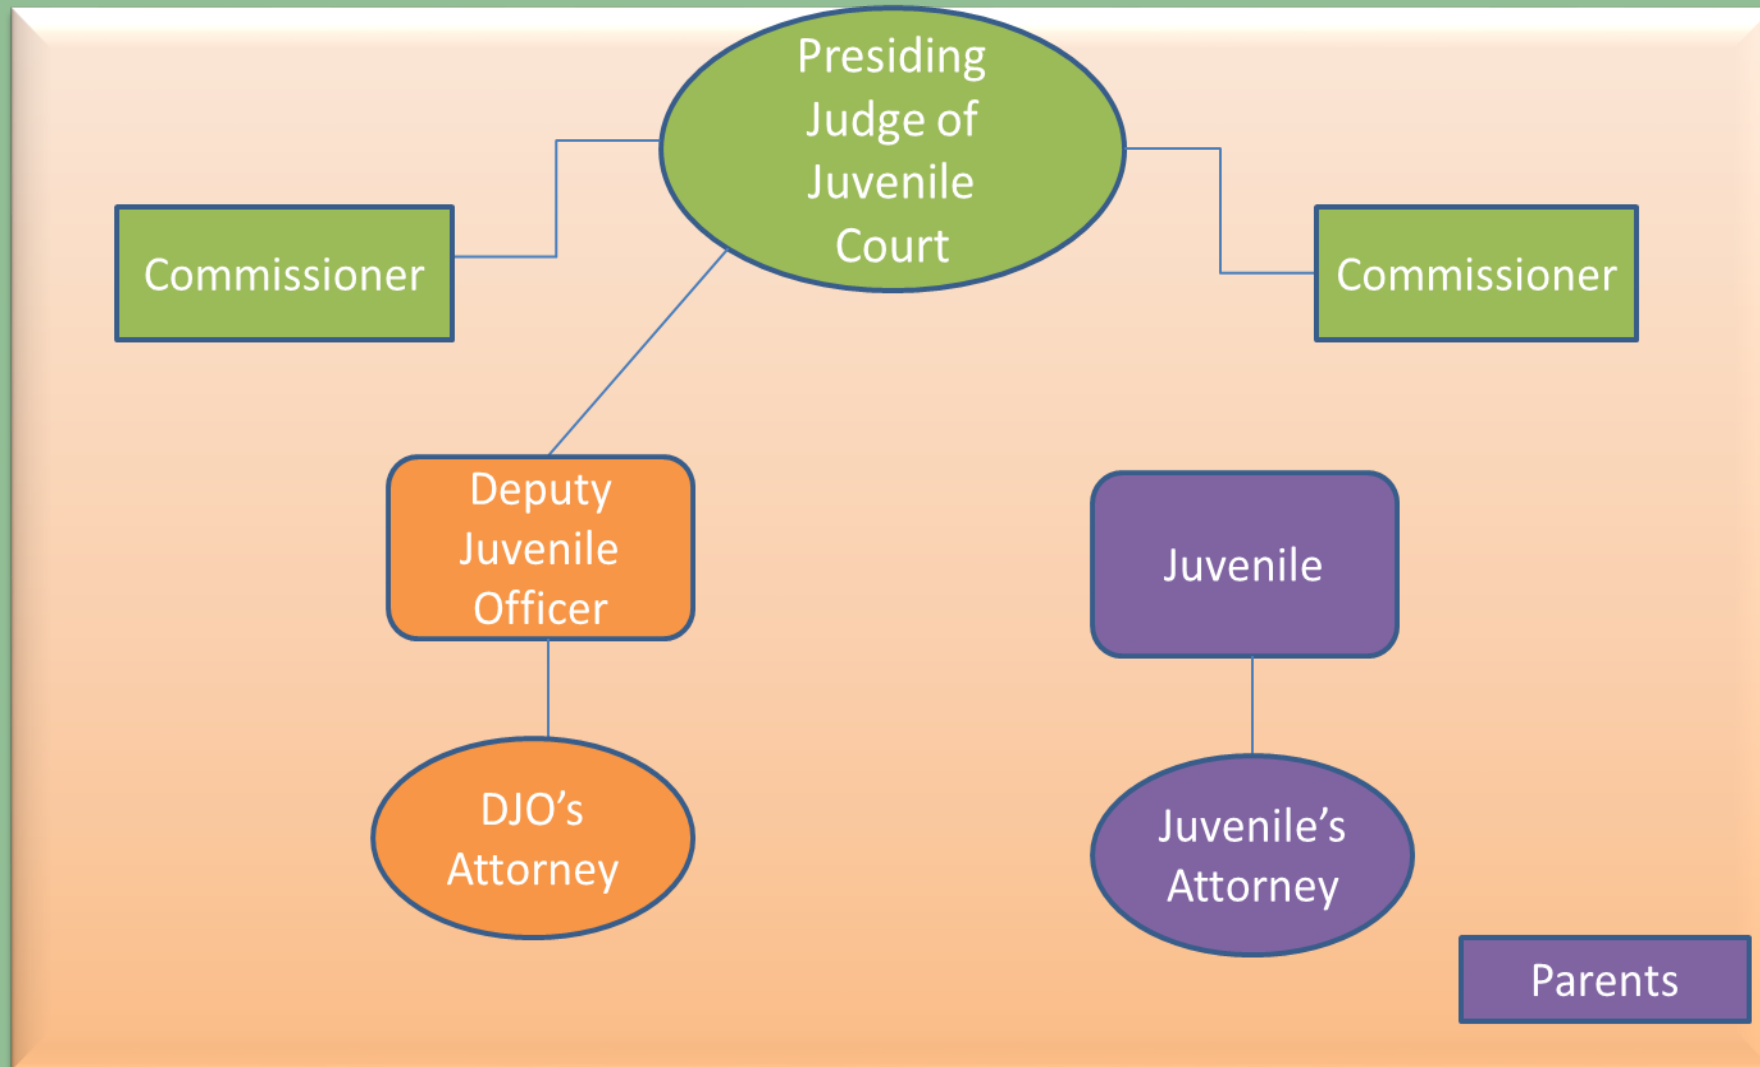 Presiding
Judge of
Juvenile
Court
Commissioner
Commissioner
Deputy
Juvenile
Officer
Juvenile
DJO’s
Attorney
Juvenile’s
Attorney
Parents